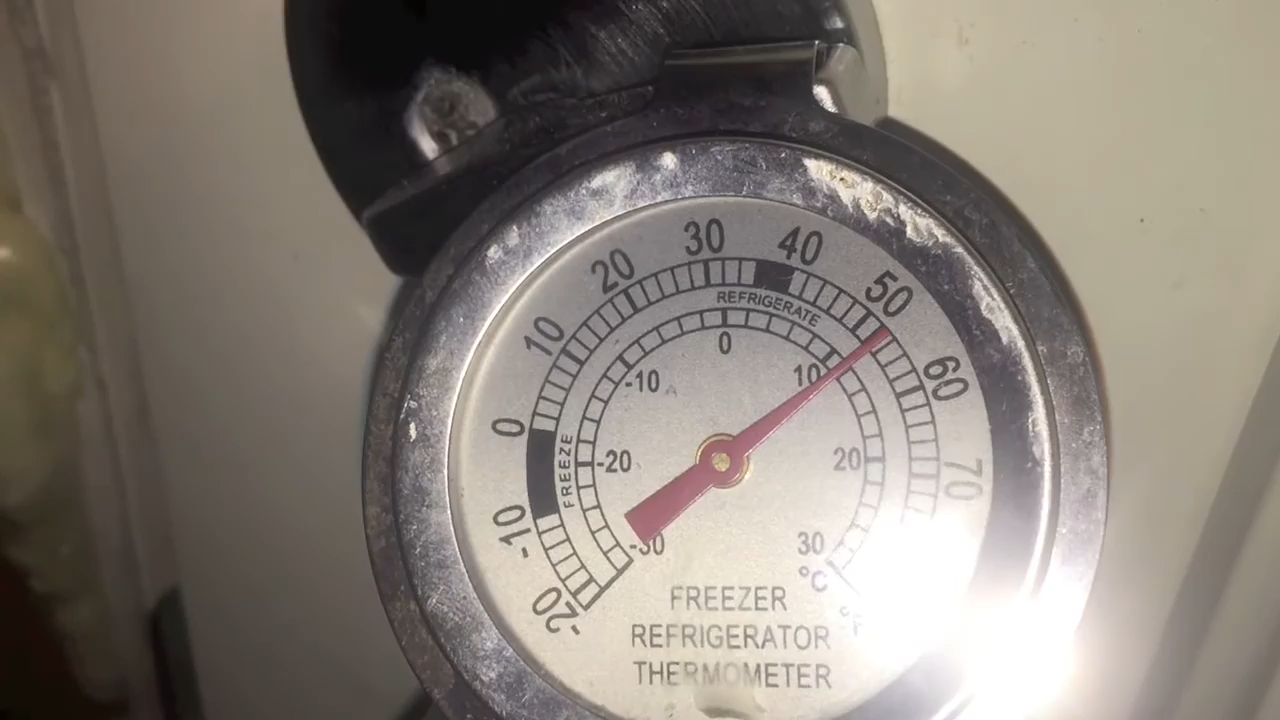 -20 -10 0 10 20 30 40 50 60 70
REFRIGERATE
FREEZE
-30 -20 -10 0 10 20 30
°C
°F
FREEZER
REFRIGERATOR
THERMOMETER